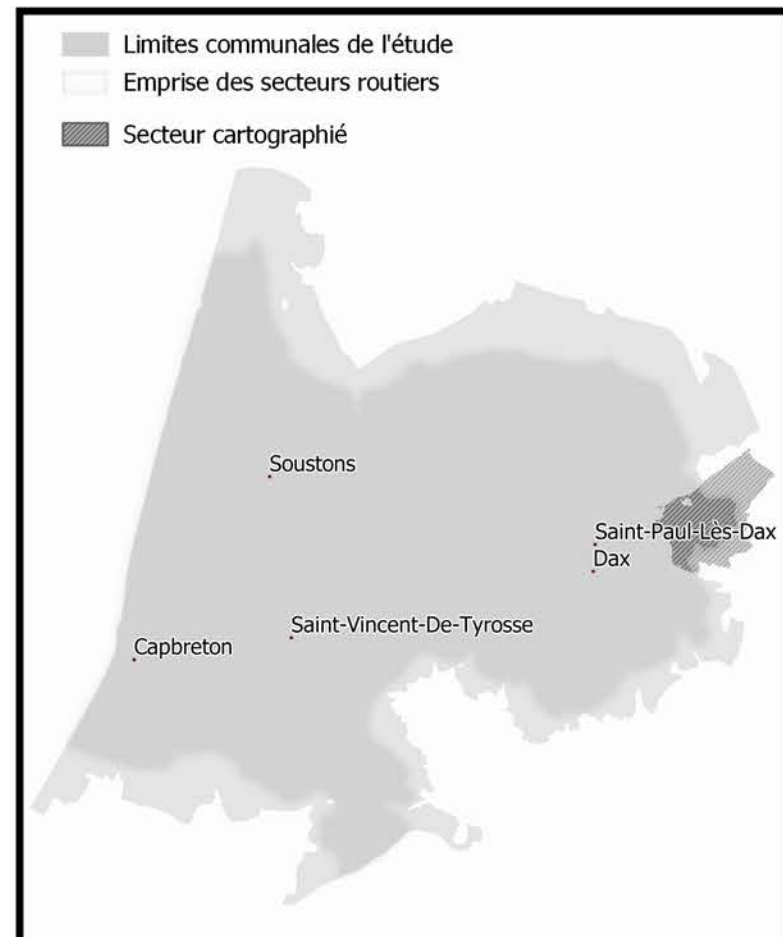 Limites communales de l'étude
Emprise des secteurs routiers
Secteur cartographié
Soustons
Saint-Paul-Lès-Dax
Dax
Saint-Vincent-De-Tyrosse
Capbreton